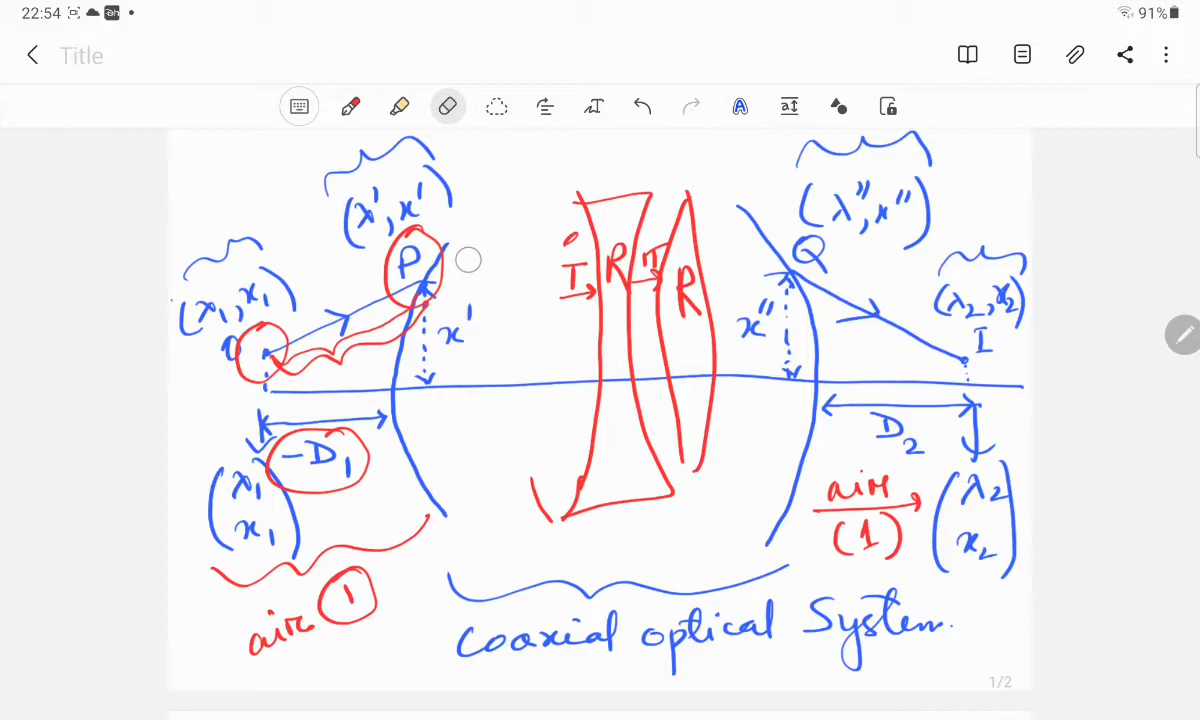 22:54
91%
Title
(λ', x')
(λ'', x'')
(λ₁, x₁)
P
T
R
T
R
Q
(λ₂, x₂)
x'
x''
I
-D₁
D₂
(λ₁
x₁)
air
(1)
(λ₂
x₂)
air 1
Coaxial optical System.
1/2